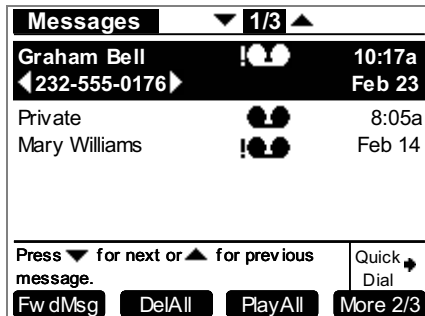 Messages 1/3
Graham Bell ! 10:17a
232-555-0176 Feb 23
Private 8:05a
Mary Williams ! Feb 14
Press ▼ for next or ▲ for previous message.
Quick Dial
FwdMsg DelAll PlayAll More 2/3